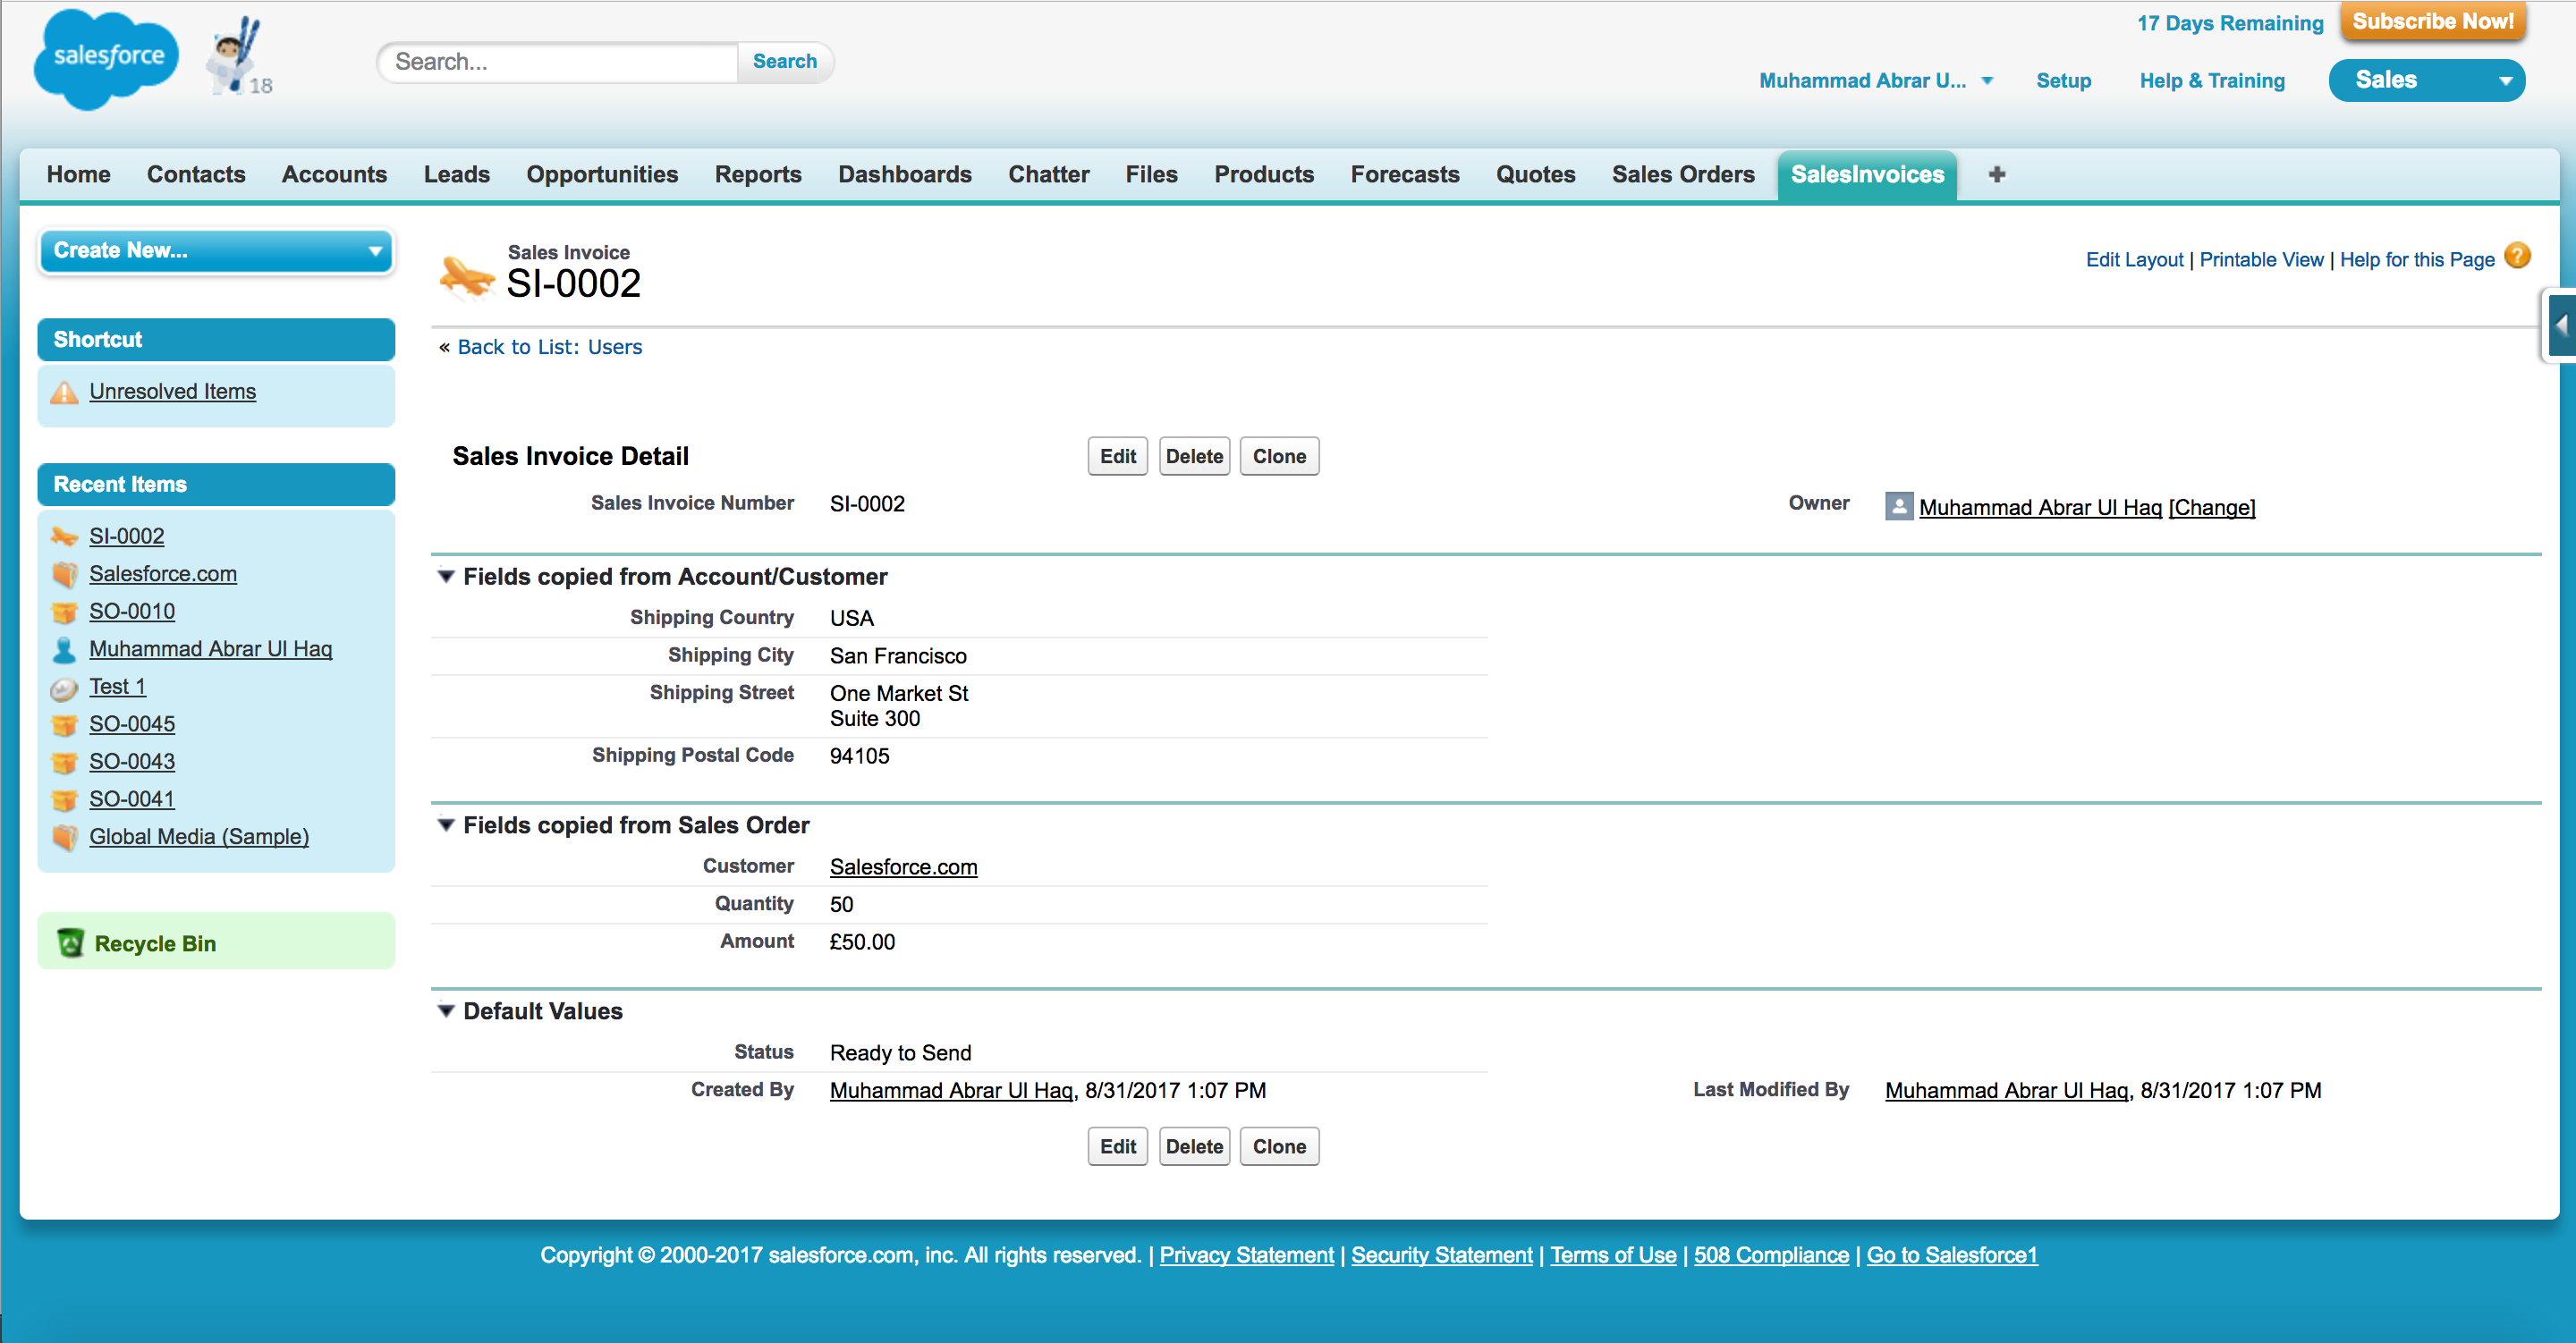 salesforce
18
Search...
Search
17 Days Remaining
Subscribe Now!
Muhammad Abrar U...
Setup
Help & Training
Sales
Home
Contacts
Accounts
Leads
Opportunities
Reports
Dashboards
Chatter
Files
Products
Forecasts
Quotes
Sales Orders
SalesInvoices
+
Create New...
Shortcut
Unresolved Items
Recent Items
SI-0002
Salesforce.com
SO-0010
Muhammad Abrar Ul Haq
Test 1
SO-0045
SO-0043
SO-0041
Global Media (Sample)
Recycle Bin
Sales Invoice
SI-0002
Edit Layout | Printable View | Help for this Page ?
« Back to List: Users
Sales Invoice Detail
Edit
Delete
Clone
Sales Invoice Number SI-0002
Owner Muhammad Abrar Ul Haq [Change]
Fields copied from Account/Customer
Shipping Country USA
Shipping City San Francisco
Shipping Street One Market St
Suite 300
Shipping Postal Code 94105
Fields copied from Sales Order
Customer Salesforce.com
Quantity 50
Amount £50.00
Default Values
Status Ready to Send
Created By Muhammad Abrar Ul Haq, 8/31/2017 1:07 PM
Last Modified By Muhammad Abrar Ul Haq, 8/31/2017 1:07 PM
Edit
Delete
Clone
Copyright © 2000-2017 salesforce.com, inc. All rights reserved. | Privacy Statement | Security Statement | Terms of Use | 508 Compliance | Go to Salesforce1